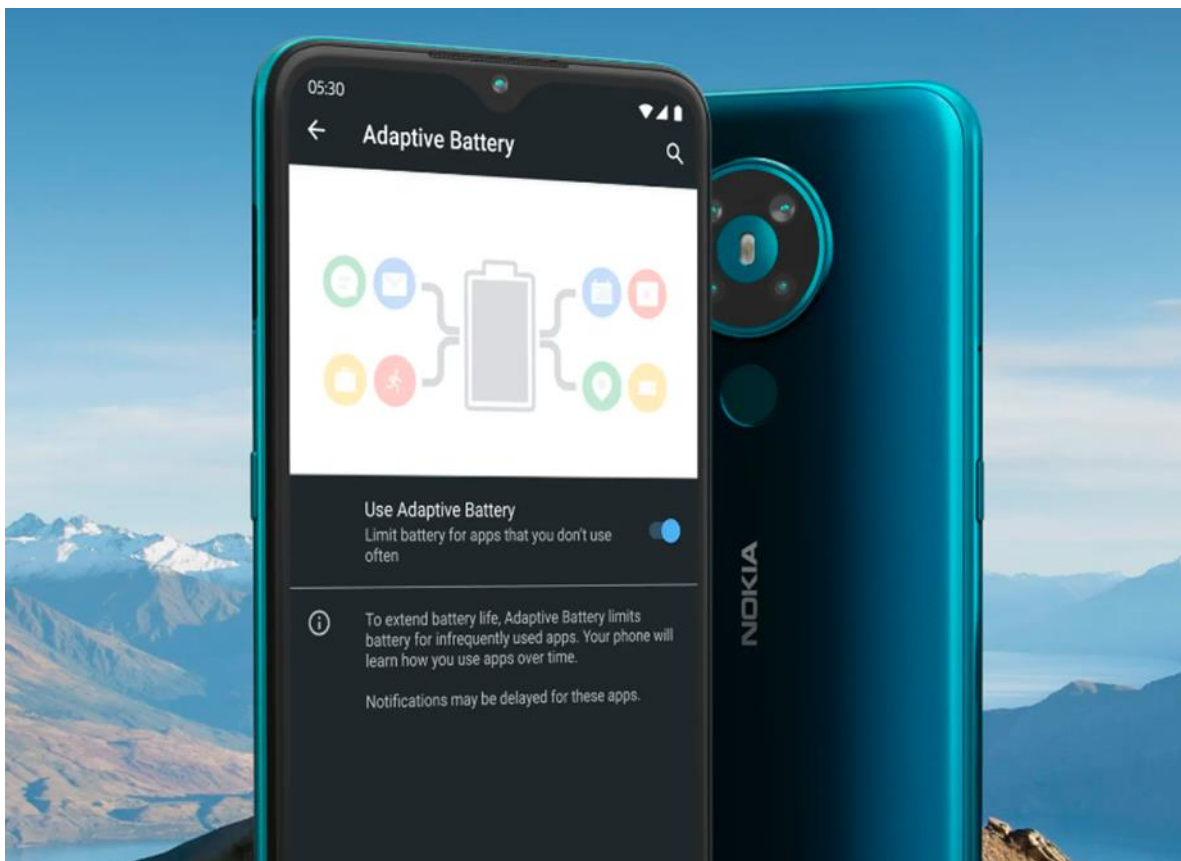 05:30
Adaptive Battery
Use Adaptive Battery
Limit battery for apps that you don't use
often
To extend battery life, Adaptive Battery limits
battery for infrequently used apps. Your phone will
learn how you use apps over time.
Notifications may be delayed for these apps.
NOKIA